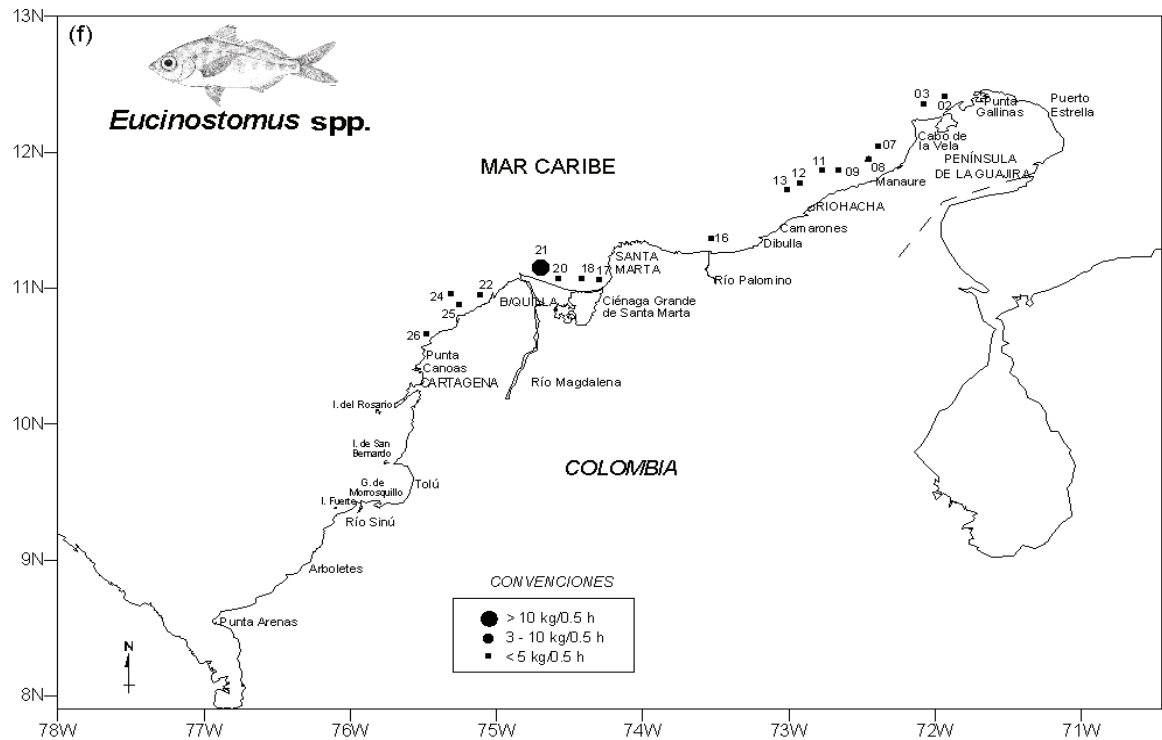 13N
(f)
Eucinostomus spp.
03
02
Punta
Gallinas
Puerto
Estrella
12N
MAR CARIBE
Cabo de
la Vela
07
PENÍNSULA
DE LA GUAJIRA
08
Manaure
09
11
12
13
RIOHACHA
Camarones
Dibulla
16
Río Palomino
SANTA
MARTA
11N
21
20
18
17
22
24
25
26
B/QUILLA
Ciénaga Grande
de Santa Marta
Punta
Canoas
CARTAGENA
Río Magdalena
10N
I. del Rosario
I. de San
Bernardo
COLOMBIA
G. de
Morrosquillo
Tolú
I. Fuerte
Río Sinú
9N
Arboletes
Punta Arenas
CONVENCIONES
> 10 kg/0.5 h
3 - 10 kg/0.5 h
< 5 kg/0.5 h
N
8N
78W
77W
76W
75W
74W
73W
72W
71W